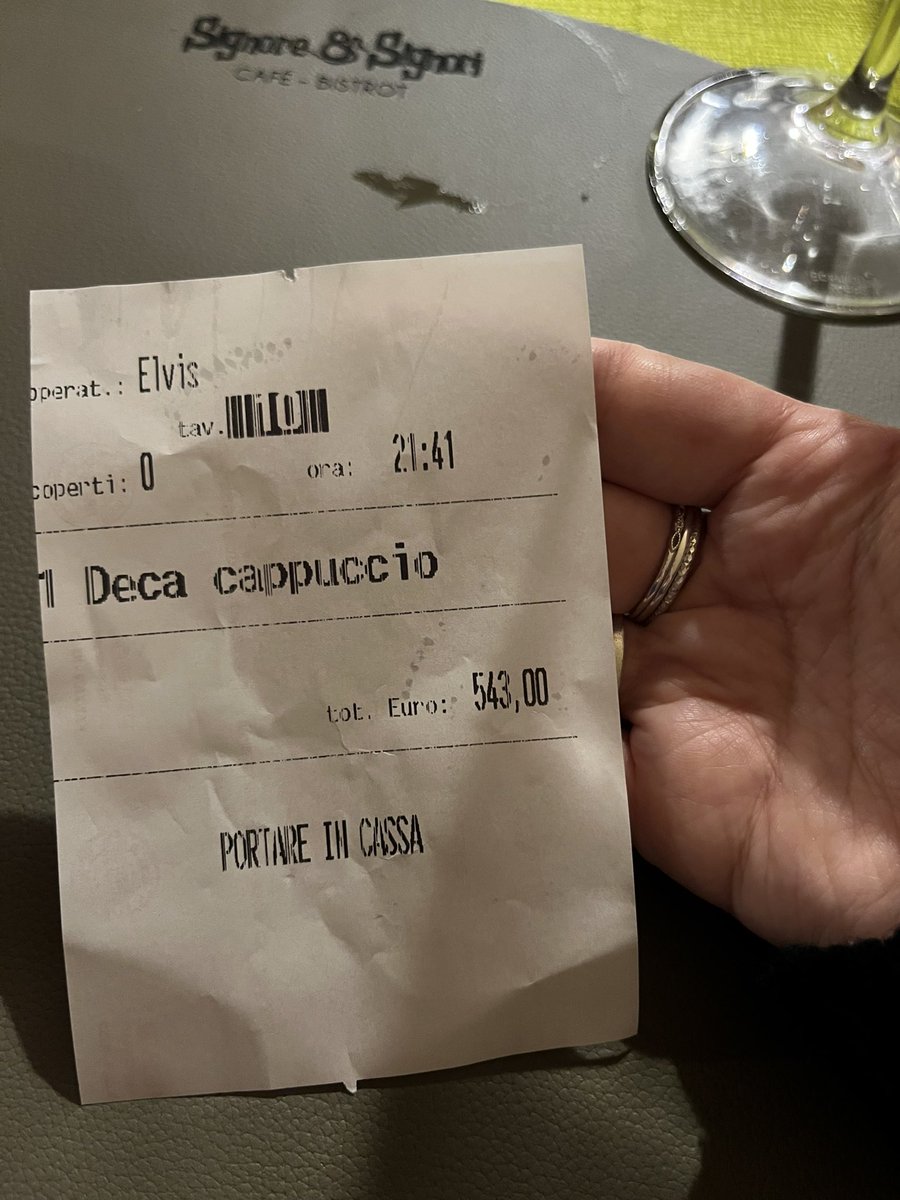 Signore & Signori
CAFÈ - BISTROT
operat.: Elvis
tav.
coperti: 0 ora: 21:41
1 Deca cappuccio
tot. Euro: 543,00
PORTARE IN CASSA